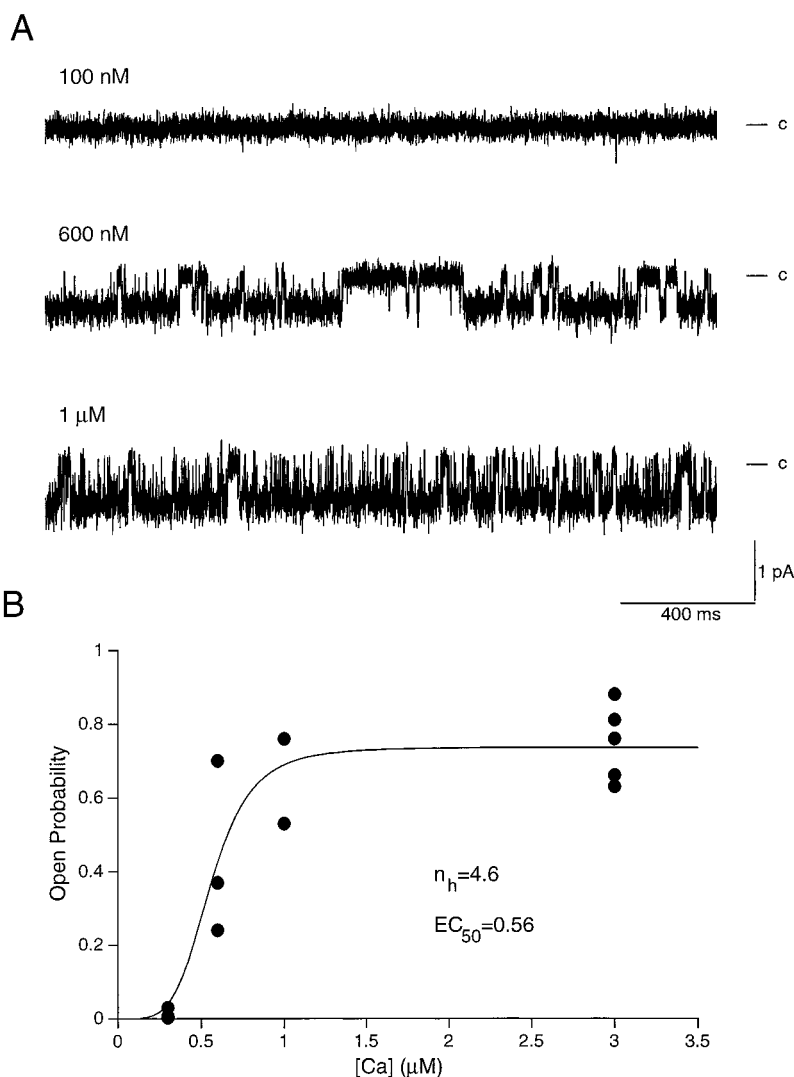 A
100 nM
c
600 nM
c
1 μM
c
1 pA
400 ms
B
1
0.8
0.6
0.4
0.2
0
Open Probability
n_h=4.6
EC_50=0.56
0 0.5 1 1.5 2 2.5 3 3.5
[Ca] (μM)